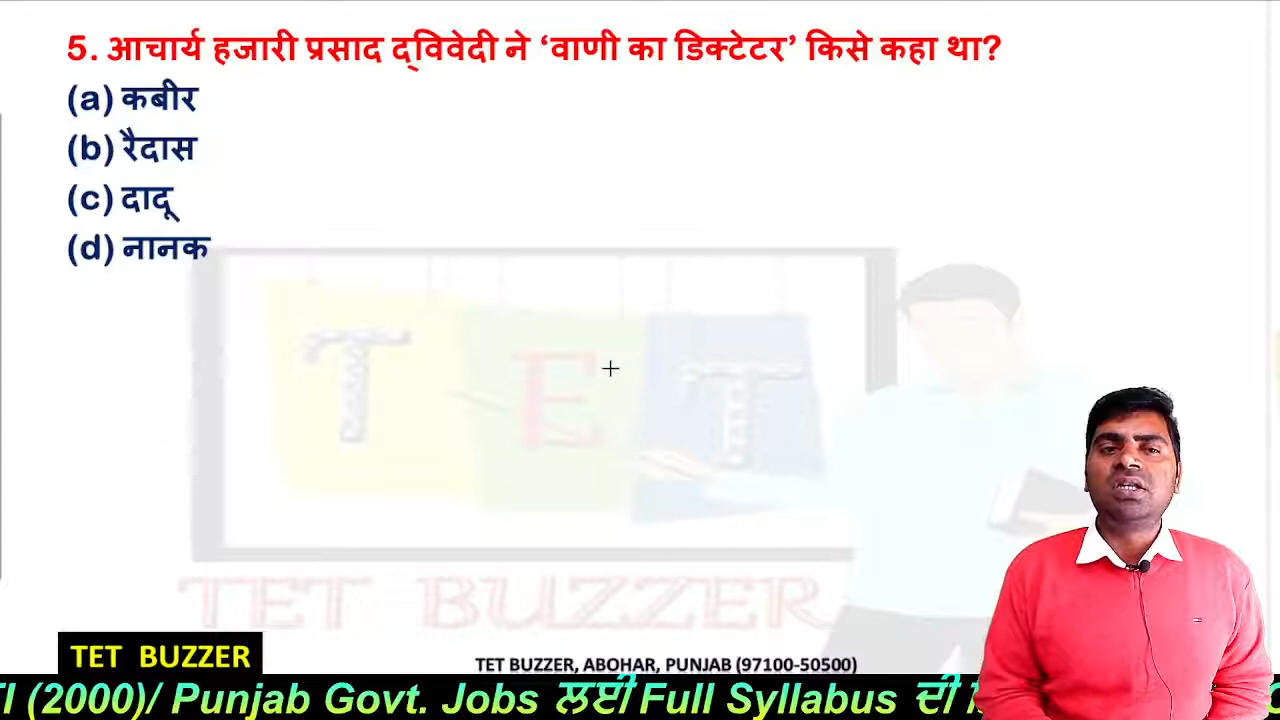 5. आचार्य हजारी प्रसाद द्विवेदी ने ‘वाणी का डिक्टेटर’ किसे कहा था?
(a) कबीर
(b) रैदास
(c) दादू
(d) नानक
T E T
TET BUZZER
TET BUZZER
TET BUZZER, ABOHAR, PUNJAB (97100-50500)
(2000)/ Punjab Govt. Jobs ਲਈ Full Syllabus ਦੀ